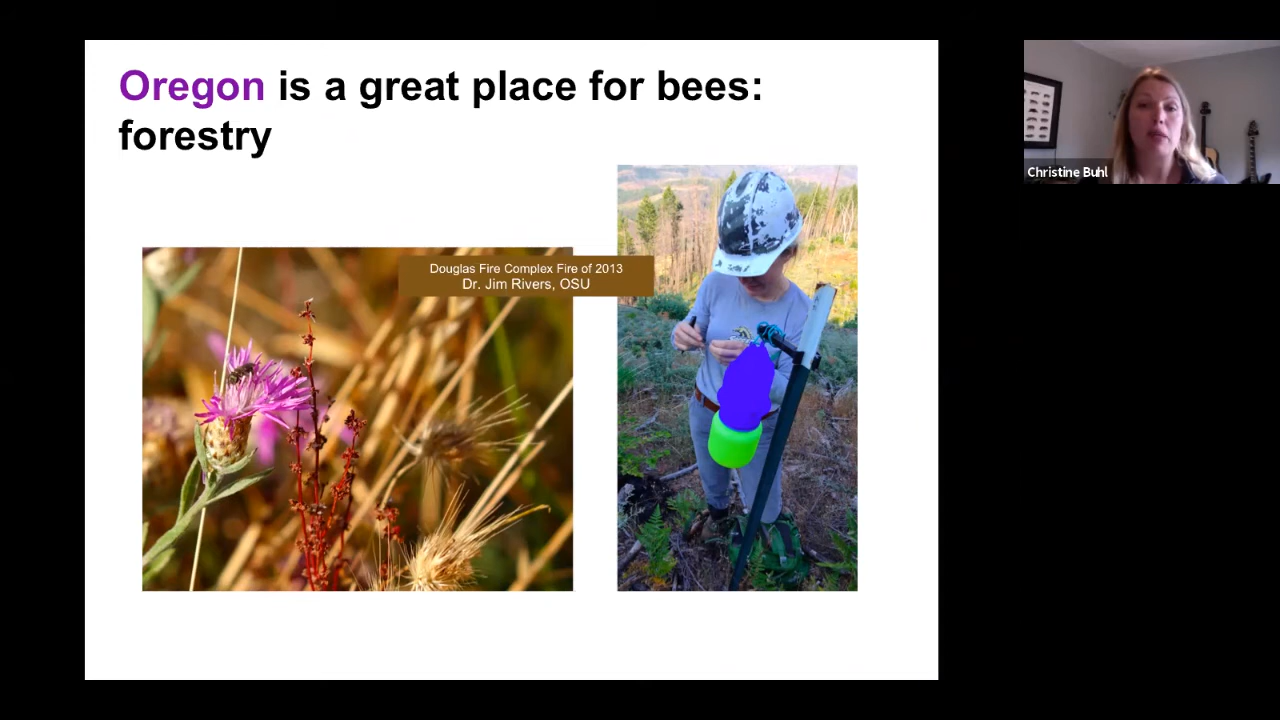 Oregon is a great place for bees:
forestry
Douglas Fire Complex Fire of 2013
Dr. Jim Rivers, OSU
Christine Buhl